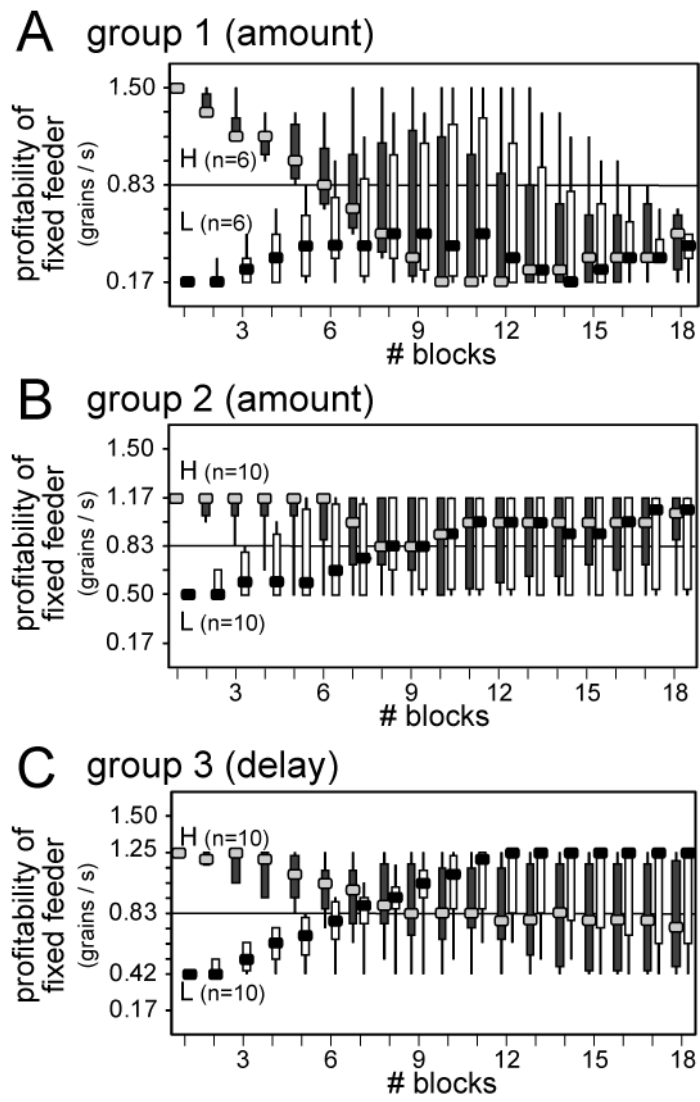 A group 1 (amount)
profitability of
fixed feeder
(grains / s)
1.50
0.83
0.17
H (n=6)
L (n=6)
3 6 9 12 15 18
# blocks
B group 2 (amount)
profitability of
fixed feeder
(grains / s)
1.50
1.17
0.83
0.50
0.17
H (n=10)
L (n=10)
3 6 9 12 15 18
# blocks
C group 3 (delay)
profitability of
fixed feeder
(grains / s)
1.50
1.25
0.83
0.42
0.17
H (n=10)
L (n=10)
3 6 9 12 15 18
# blocks